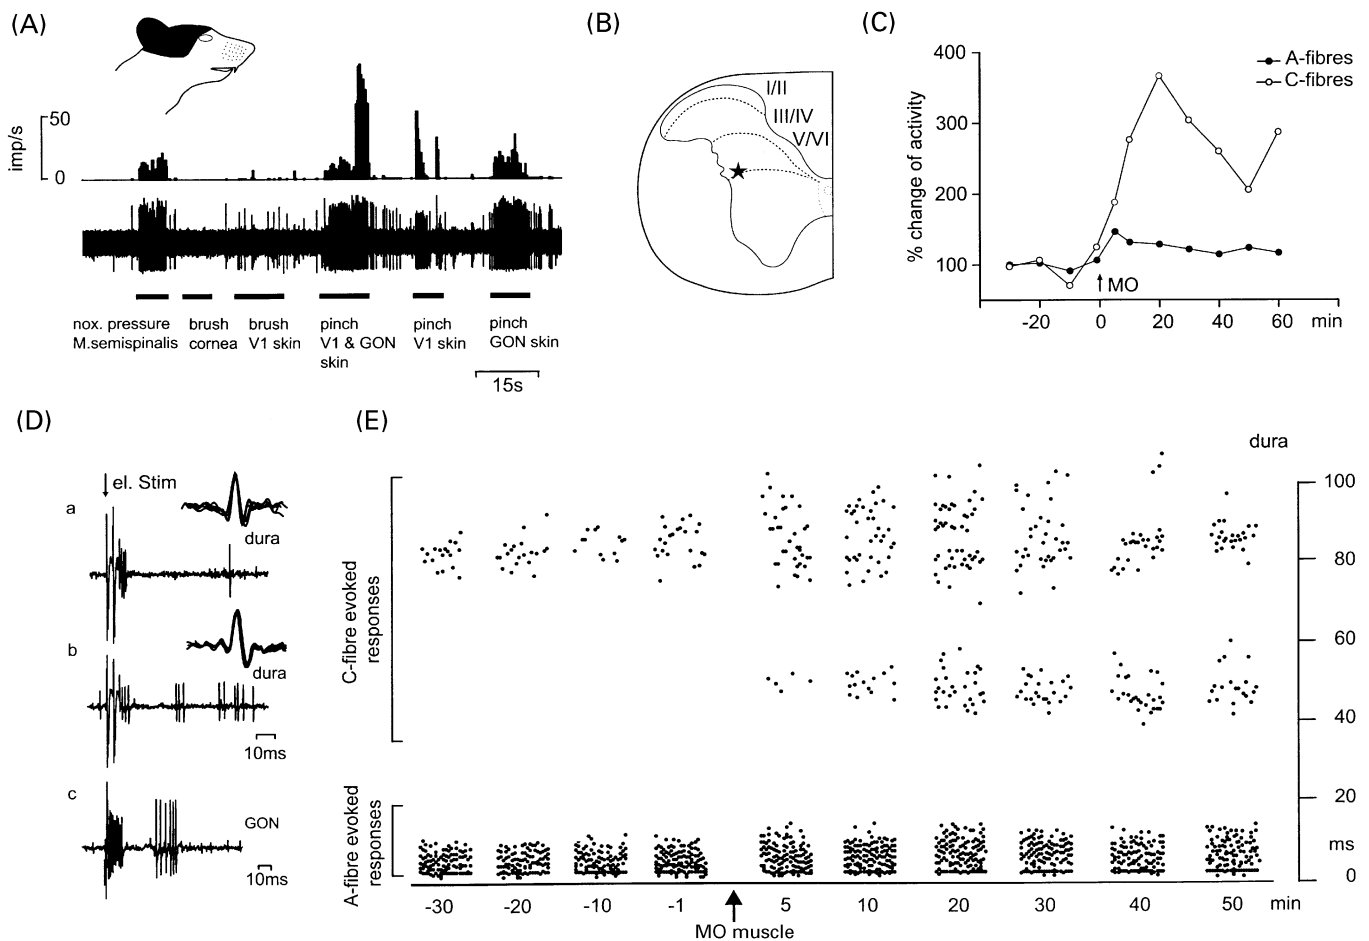 (A)
50
0
imp/s
nox. pressure
M.semispinalis
brush
cornea
brush
V1 skin
pinch
V1 & GON
skin
pinch
V1 skin
pinch
GON skin
15s
(B)
I/II
III/IV
V/VI
(C)
A-fibres
C-fibres
% change of activity
400
300
200
100
MO
-20
0
20
40
60
min
(D)
el. Stim
a
dura
b
dura
10ms
c
GON
10ms
(E)
dura
C-fibre evoked
responses
A-fibre evoked
responses
100
80
60
40
20
ms
0
-30
-20
-10
-1
5
10
20
30
40
50
min
MO muscle